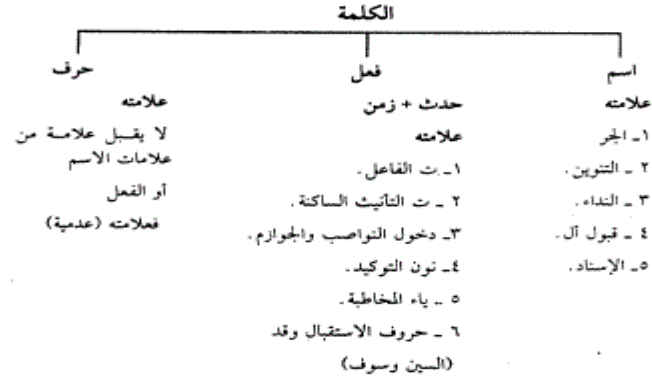 الكلمة
اسم
علامته
١ـ الجر
٢ ـ التنوين.
٣ ـ النداء.
٤ ـ قبول آل.
٥ـ الإسناد.
فعل
حدث + زمن
علامته
١ـ ت الفاعل.
٢ ـ ت التأنيث الساكنة.
٣ـ دخول النواصب والجوازم.
٤ـ نون التوكيد.
٥ ـ ياء المخاطبة.
٦ ـ حروف الاستقبال وقد
(السين وسوف)
حرف
علامته
لا يقبل علامة من
علامات الاسم
أو الفعل
فعلامته (عدمية)